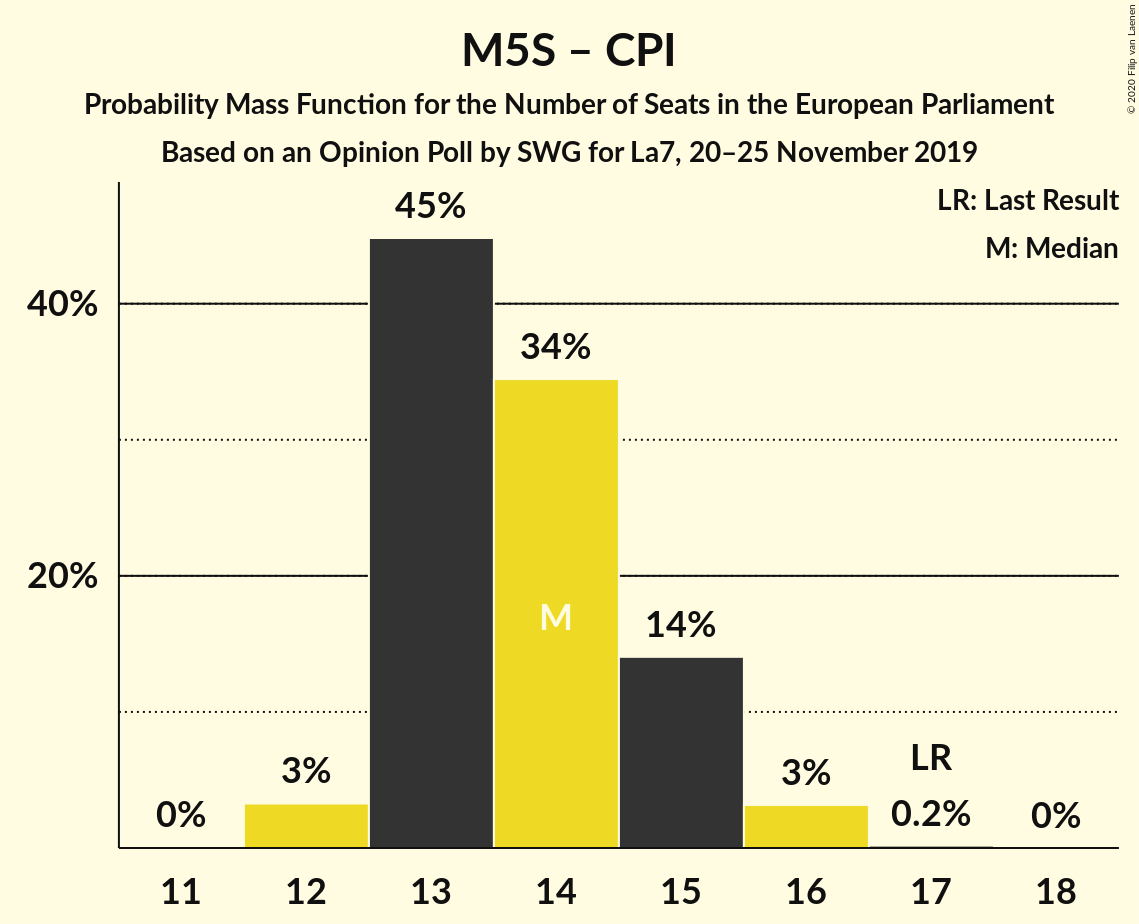 M5S – CPI
Probability Mass Function for the Number of Seats in the European Parliament
Based on an Opinion Poll by SWG for La7, 20–25 November 2019
© 2020 Filip van Laenen
LR: Last Result
M: Median
40%
20%
0%
3%
45%
34%
M
14%
3%
LR
0.2%
0%
11 12 13 14 15 16 17 18